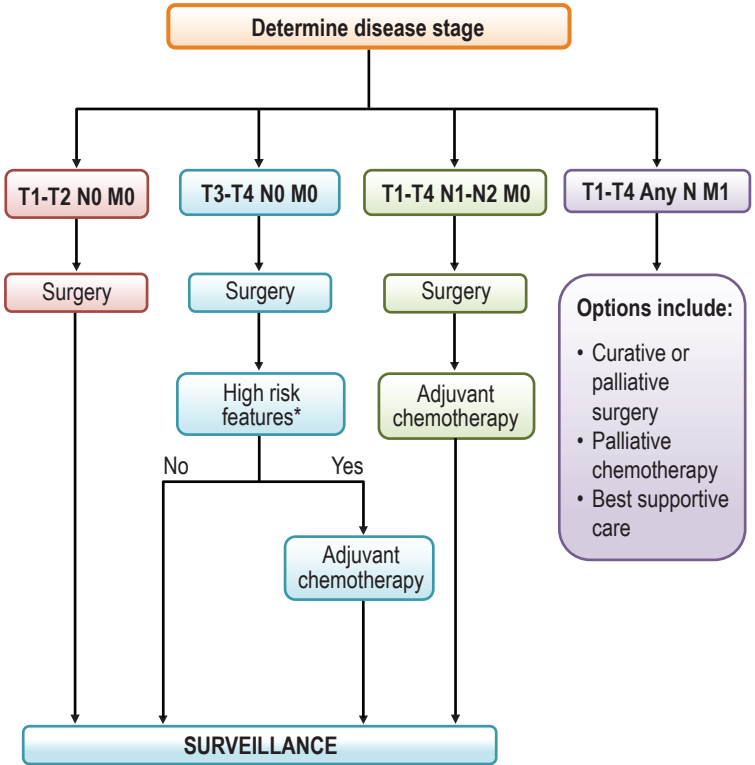 Determine disease stage
T1-T2 N0 M0
T3-T4 N0 M0
T1-T4 N1-N2 M0
T1-T4 Any N M1
Surgery
Surgery
Surgery
Options include:
• Curative or
palliative
surgery
• Palliative
chemotherapy
• Best supportive
care
High risk
features*
Adjuvant
chemotherapy
No
Yes
Adjuvant
chemotherapy
SURVEILLANCE